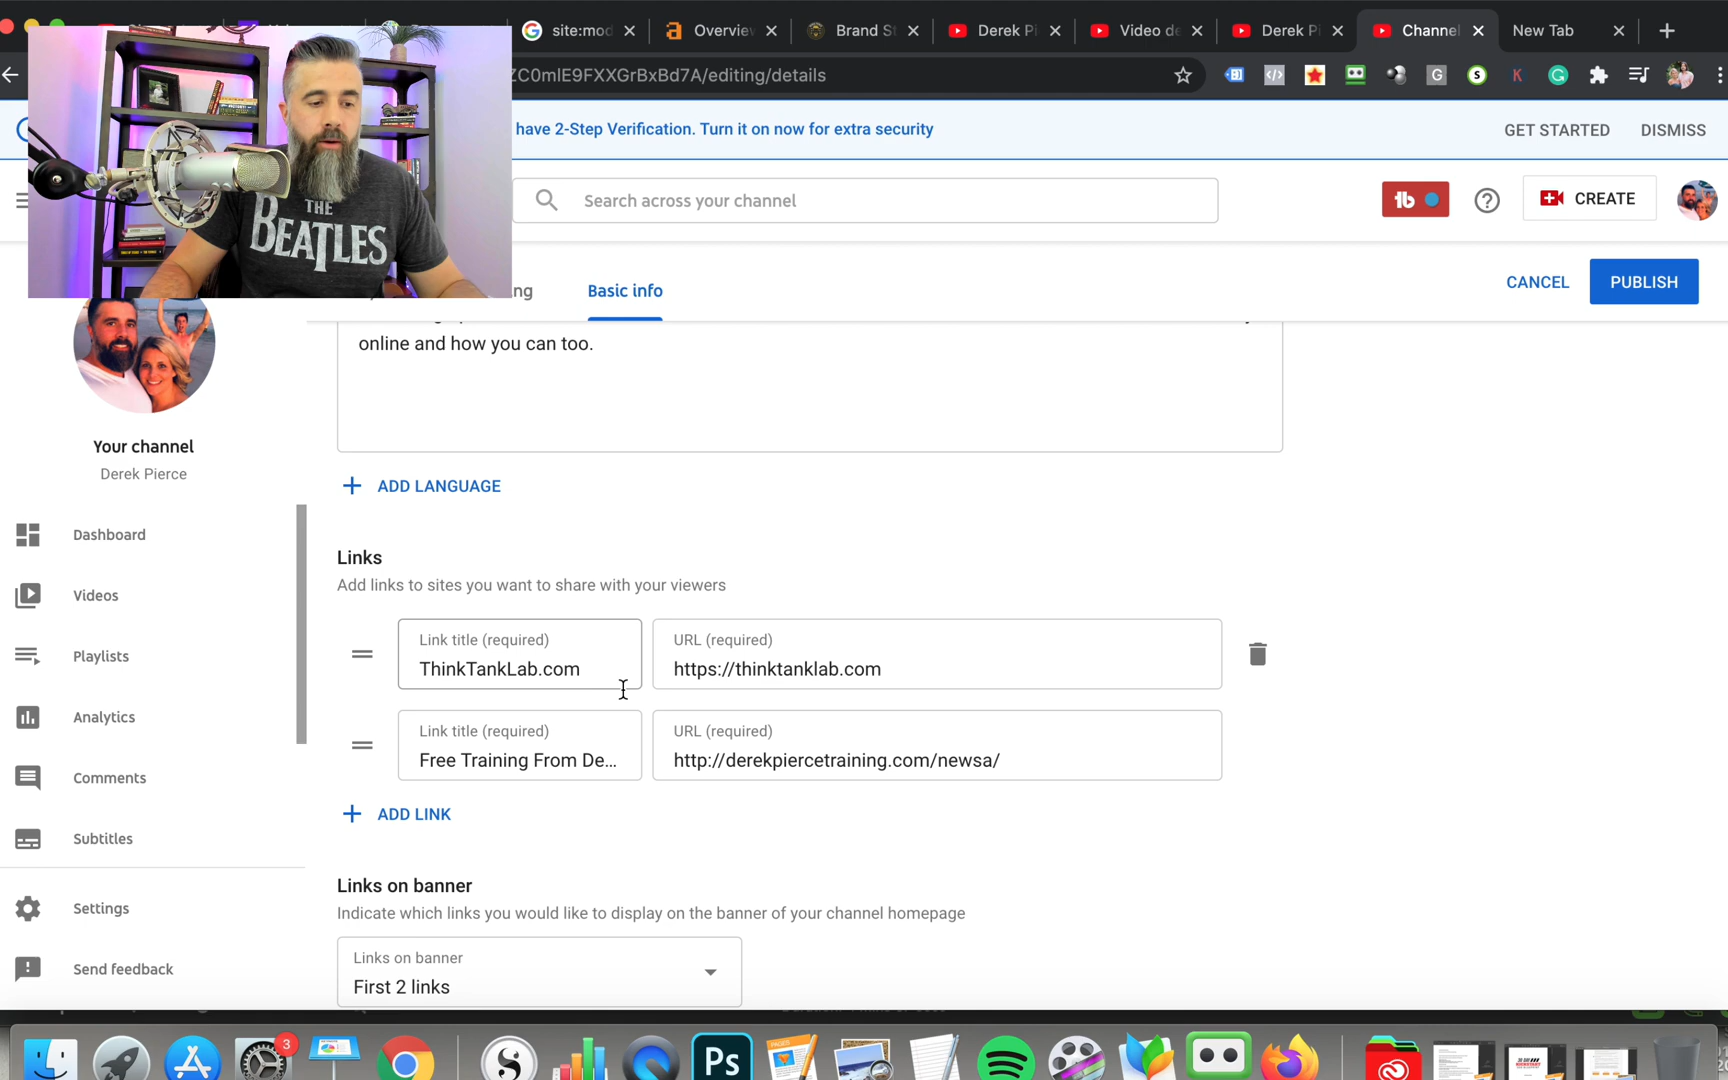 site:mod
Overvie
Brand S
Derek Pi
Video de
Derek P
Channel
New Tab
ZC0mlE9FXXGrBxBd7A/editing/details
have 2-Step Verification. Turn it on now for extra security
GET STARTED
DISMISS
Search across your channel
CREATE
THE
BEATLES
ng
Basic info
CANCEL
PUBLISH
online and how you can too.
Your channel
Derek Pierce
ADD LANGUAGE
Links
Add links to sites you want to share with your viewers
Dashboard
Videos
Playlists
Analytics
Comments
Subtitles
Settings
Send feedback
Link title (required)
ThinkTankLab.com
URL (required)
https://thinktanklab.com
Link title (required)
Free Training From De...
URL (required)
http://derekpiercetraining.com/newsa/
ADD LINK
Links on banner
Indicate which links you would like to display on the banner of your channel homepage
Links on banner
First 2 links
3
PAGES
Ps